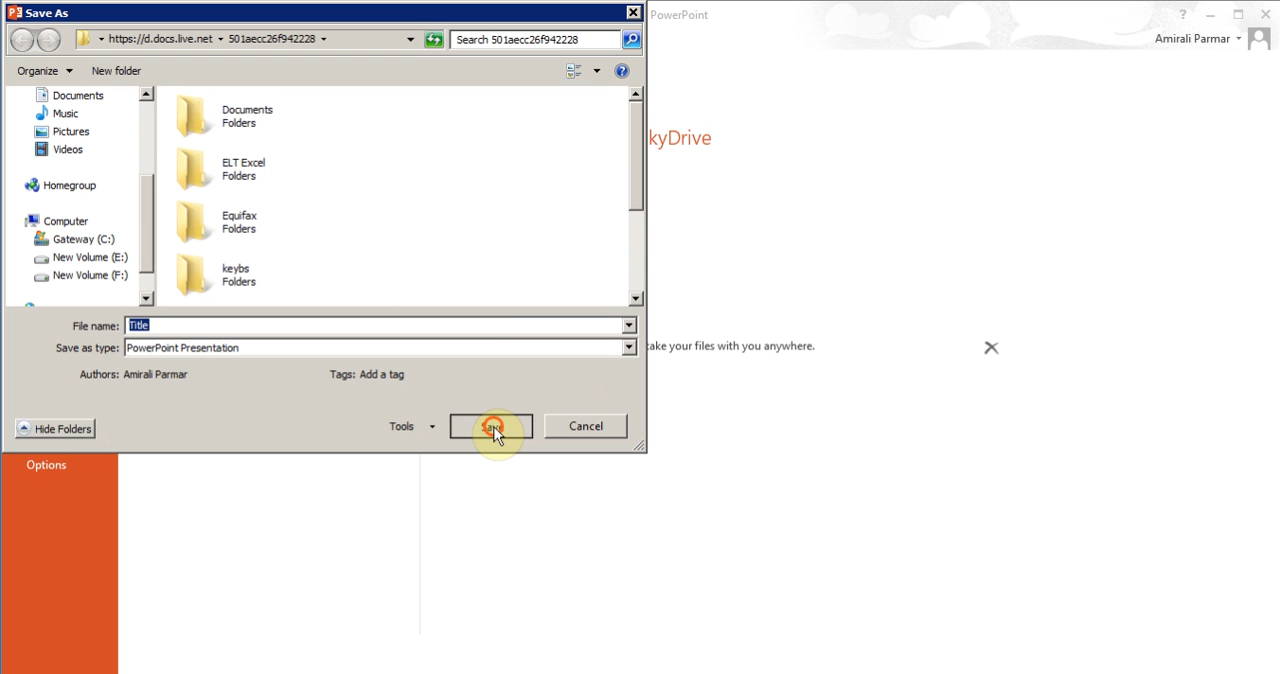 Save As
PowerPoint
?
Amirali Parmar
https://d.docs.live.net
501aecc26f942228
Search 501aecc26f942228
Organize
New folder
?
Documents
Music
Pictures
Videos
Homegroup
Computer
Gateway (C:)
New Volume (E:)
New Volume (F:)
Documents
Folders
ELT Excel
Folders
Equifax
Folders
keybs
Folders
kyDrive
take your files with you anywhere.
File name: Title
Save as type: PowerPoint Presentation
Authors: Amirali Parmar
Tags: Add a tag
Hide Folders
Tools
Save
Cancel
Options